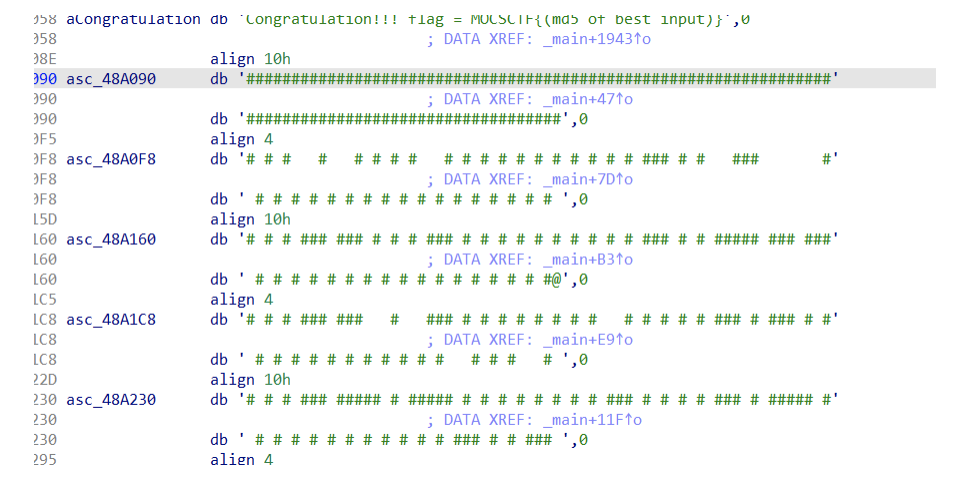 058 aCongratulation db 'Congratulation!!! flag = MOCSCTF{(md5 of best input)}',0
058 ; DATA XREF: _main+1943↑o
08E align 10h
090 asc_48A090 db '#################################################################'
090 ; DATA XREF: _main+47↑o
090 db '###################################',0
0F5 align 4
0F8 asc_48A0F8 db '# # #   #   # # # #   # # # # # # # # # # # ### # #   ###       #'
0F8 ; DATA XREF: _main+7D↑o
0F8 db ' # # # # # # # # # # # # # # # # # ',0
15D align 10h
160 asc_48A160 db '# # # ### ### # # # ### # # # # # # # # # # ### # # ##### ### ###'
160 ; DATA XREF: _main+B3↑o
160 db ' # # # # # # # # # # # # # # # # #@',0
1C5 align 4
1C8 asc_48A1C8 db '# # # ### ###   #   ### # # # # # # # #   # # # # # ### # ### # #'
1C8 ; DATA XREF: _main+E9↑o
1C8 db ' # # # # # # # # # # #   # # #   # ',0
22D align 10h
230 asc_48A230 db '# # # ### ##### # ##### # # # # # # # # ### # # # # ### # ##### #'
230 ; DATA XREF: _main+11F↑o
230 db ' # # # # # # # # # # # ### # # ### ',0
295 align 4